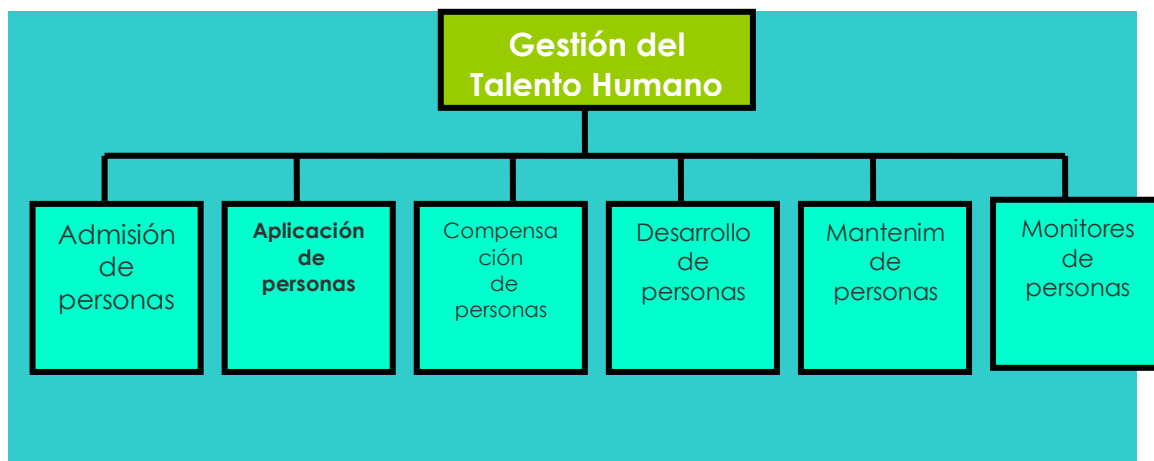 Gestión del
Talento Humano
Admisión
de
personas
Aplicación
de
personas
Compensa
ción
de
personas
Desarrollo
de
personas
Mantenim
de
personas
Monitores
de
personas